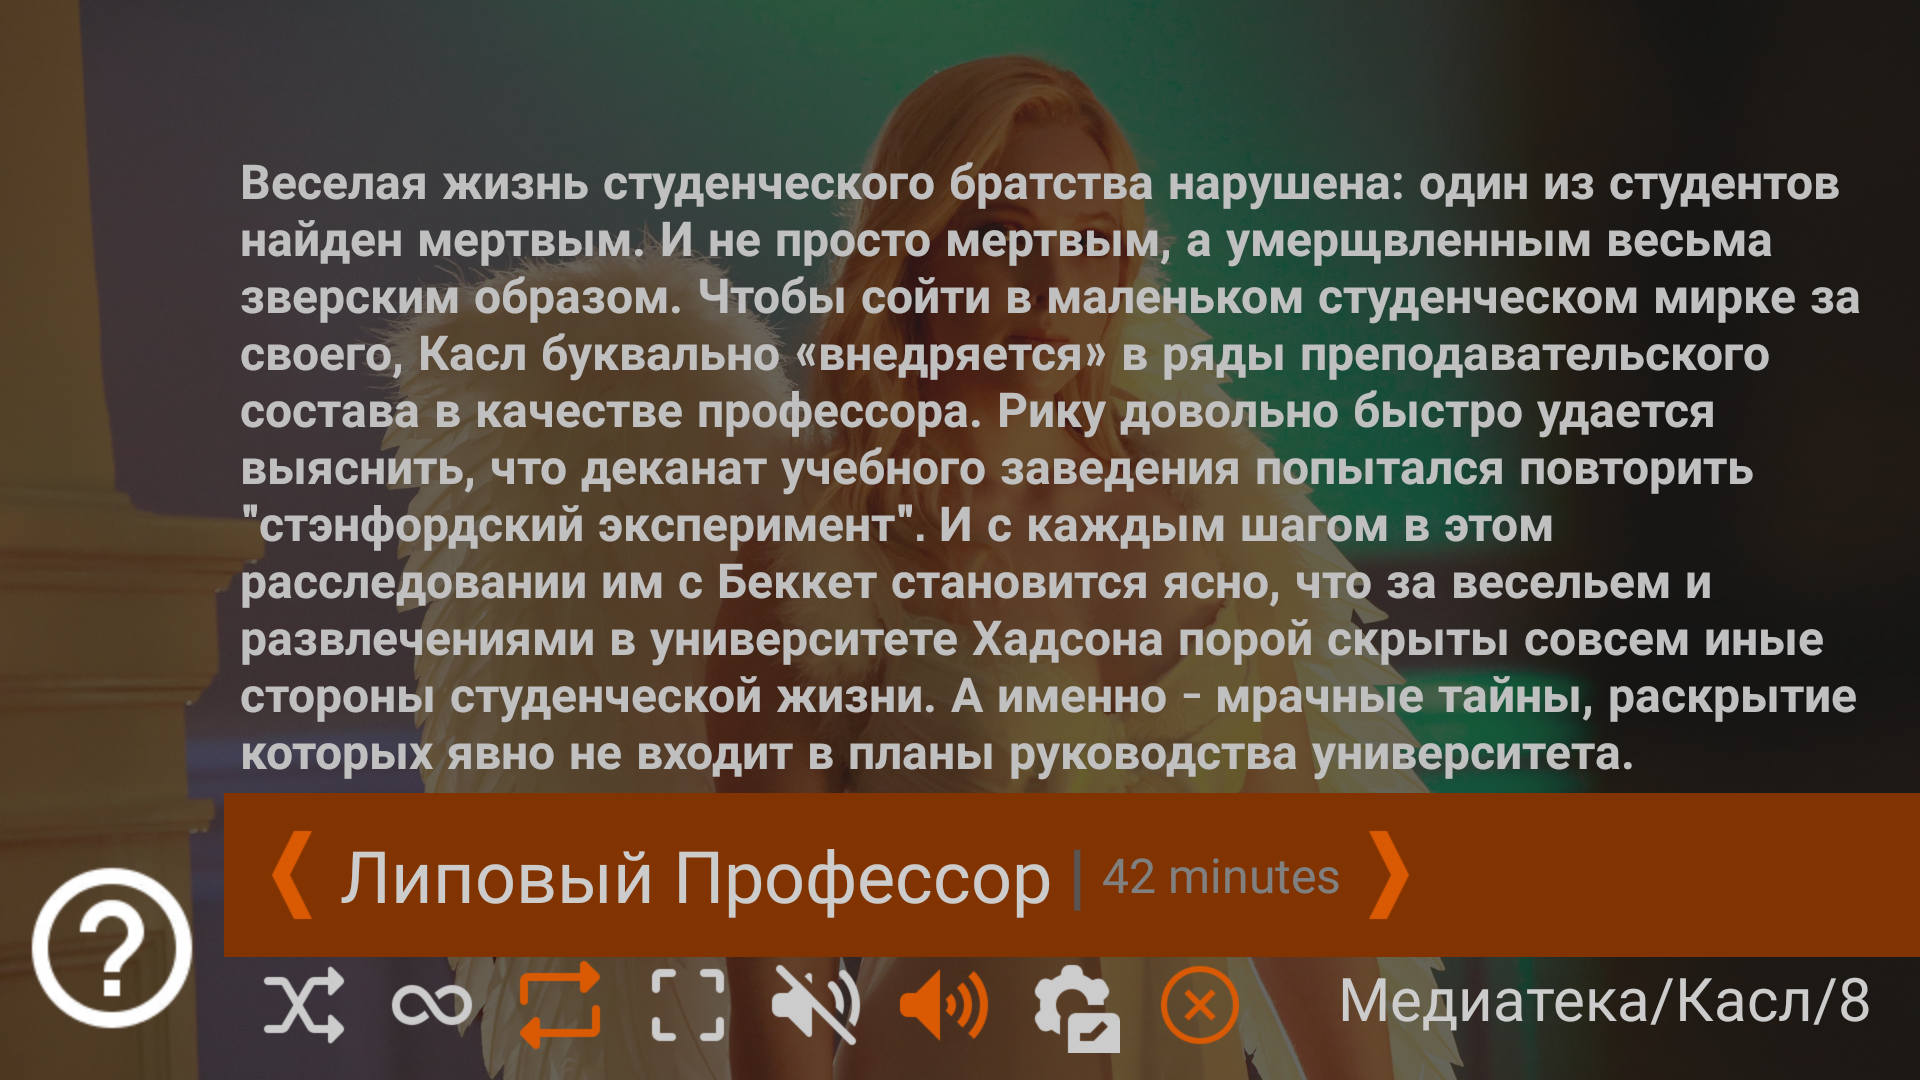 Веселая жизнь студенческого братства нарушена: один из студентов
найден мертвым. И не просто мертвым, а умерщвленным весьма
зверским образом. Чтобы сойти в маленьком студенческом мирке за
своего, Касл буквально «внедряется» в ряды преподавательского
состава в качестве профессора. Рику довольно быстро удается
выяснить, что деканат учебного заведения попытался повторить
"стэнфордский эксперимент". И с каждым шагом в этом
расследовании им с Беккет становится ясно, что за весельем и
развлечениями в университете Хадсона порой скрыты совсем иные
стороны студенческой жизни. А именно - мрачные тайны, раскрытие
которых явно не входит в планы руководства университета.
Липовый Профессор | 42 minutes
Медиатека/Касл/8